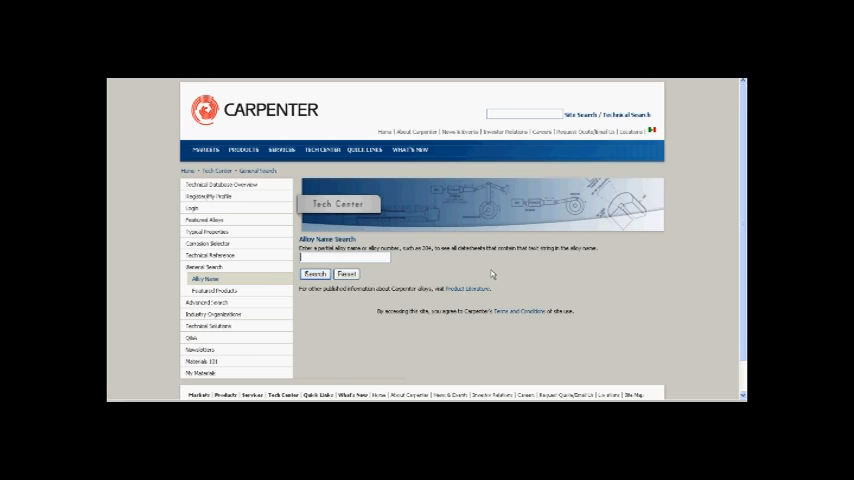 CARPENTER
Site Search / Technical Search
Home | About Carpenter | News & Events | Investor Relations | Careers | Request Quote/Email Us | Locations |
MARKETS PRODUCTS SERVICES TECH CENTER QUICK LINKS WHAT'S NEW
Home > Tech Center > General Search
Technical Database Overview
Register/My Profile
Login
Featured Alloys
Typical Properties
Corrosion Selector
Technical Reference
General Search
Alloy Name
Featured Products
Advanced Search
Industry Organizations
Technical Solutions
Q&A
Newsletters
Materials 101
My Materials
Tech Center
Alloy Name Search
Enter a partial alloy name or alloy number, such as 304, to see all datasheets that contain that text string in the alloy name.
Search Reset
For other published information about Carpenter alloys, visit Product Literature.
By accessing this site, you agree to Carpenter's Terms and Conditions of site use.
Markets | Products | Services | Tech Center | Quick Links | What's New | Home | About Carpenter | News & Events | Investor Relations | Careers | Request Quote/Email Us | Locations | Site Map